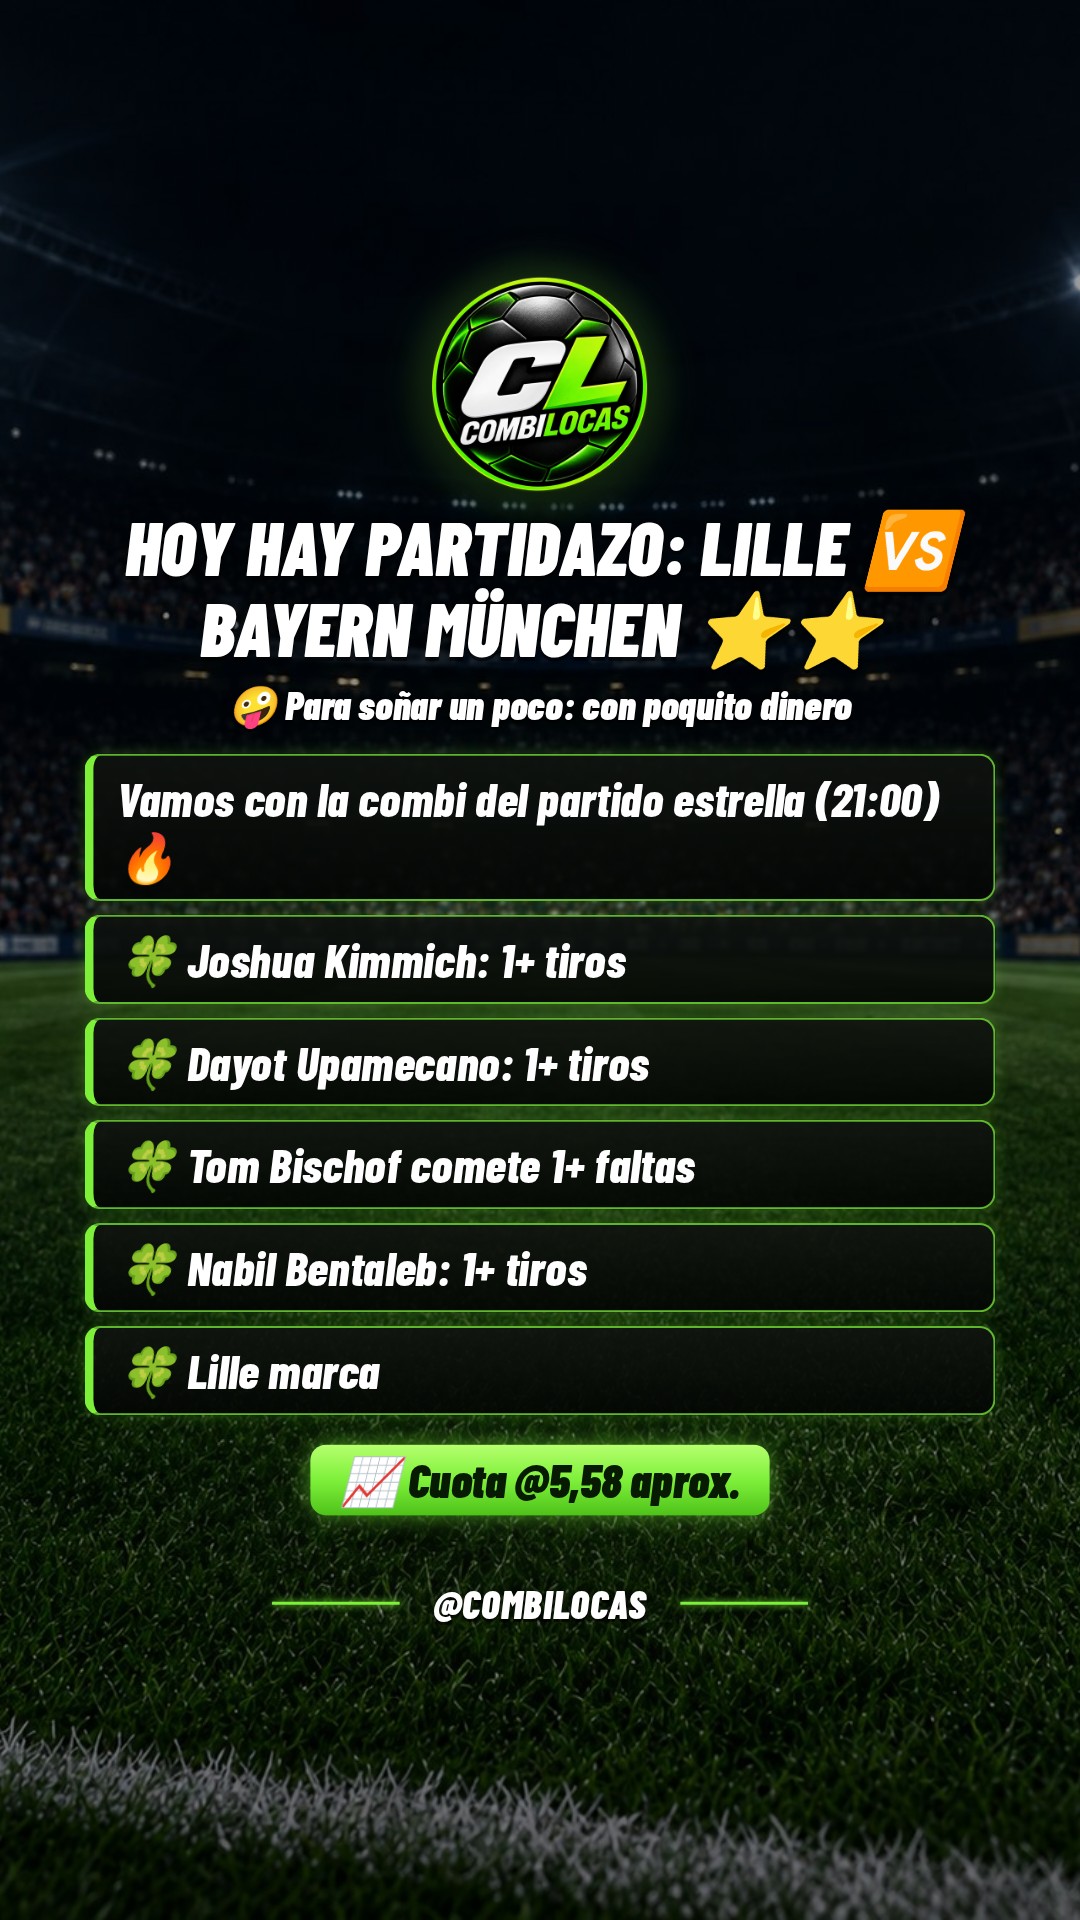 CL
COMBILOCAS
HOY HAY PARTIDAZO: LILLE 🆚
BAYERN MÜNCHEN ⭐⭐
🤪 Para soñar un poco: con poquito dinero
Vamos con la combi del partido estrella (21:00)
🔥
🍀 Joshua Kimmich: 1+ tiros
🍀 Dayot Upamecano: 1+ tiros
🍀 Tom Bischof comete 1+ faltas
🍀 Nabil Bentaleb: 1+ tiros
🍀 Lille marca
📈 Cuota @5,58 aprox.
@COMBILOCAS